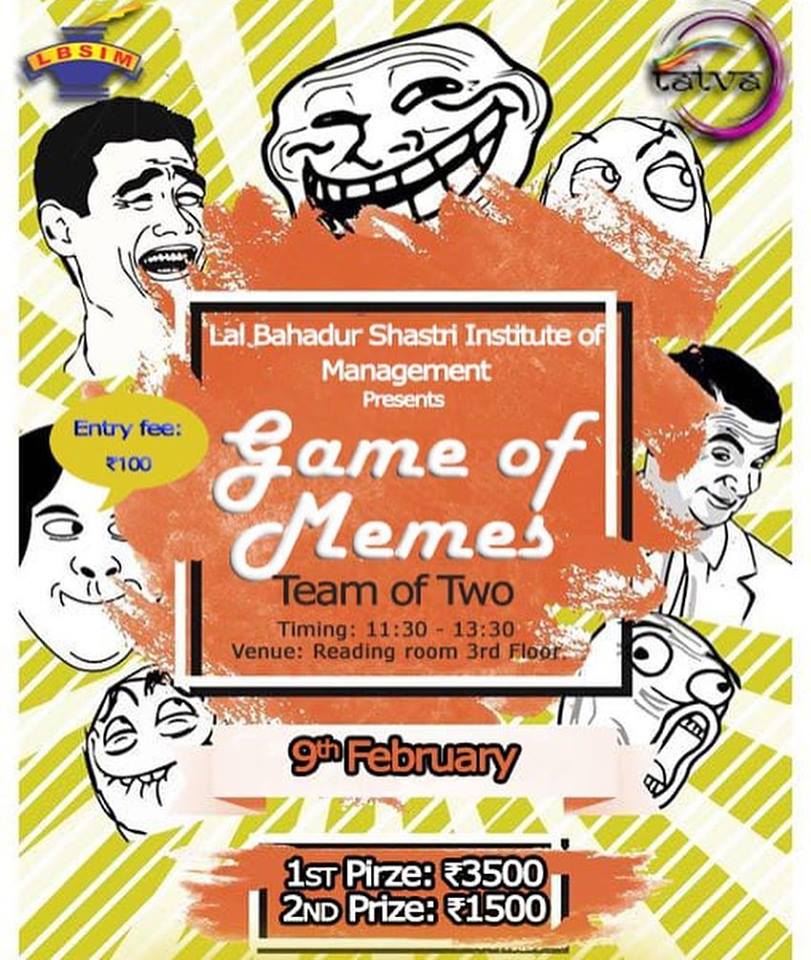 LBSIM
tatva
Lal Bahadur Shastri Institute of
Management
Presents
Entry fee:
₹100
Game of
Memes
Team of Two
Timing: 11:30 - 13:30
Venue: Reading room 3rd Floor
9th February
1ST Pirze: ₹3500
2ND Prize: ₹1500